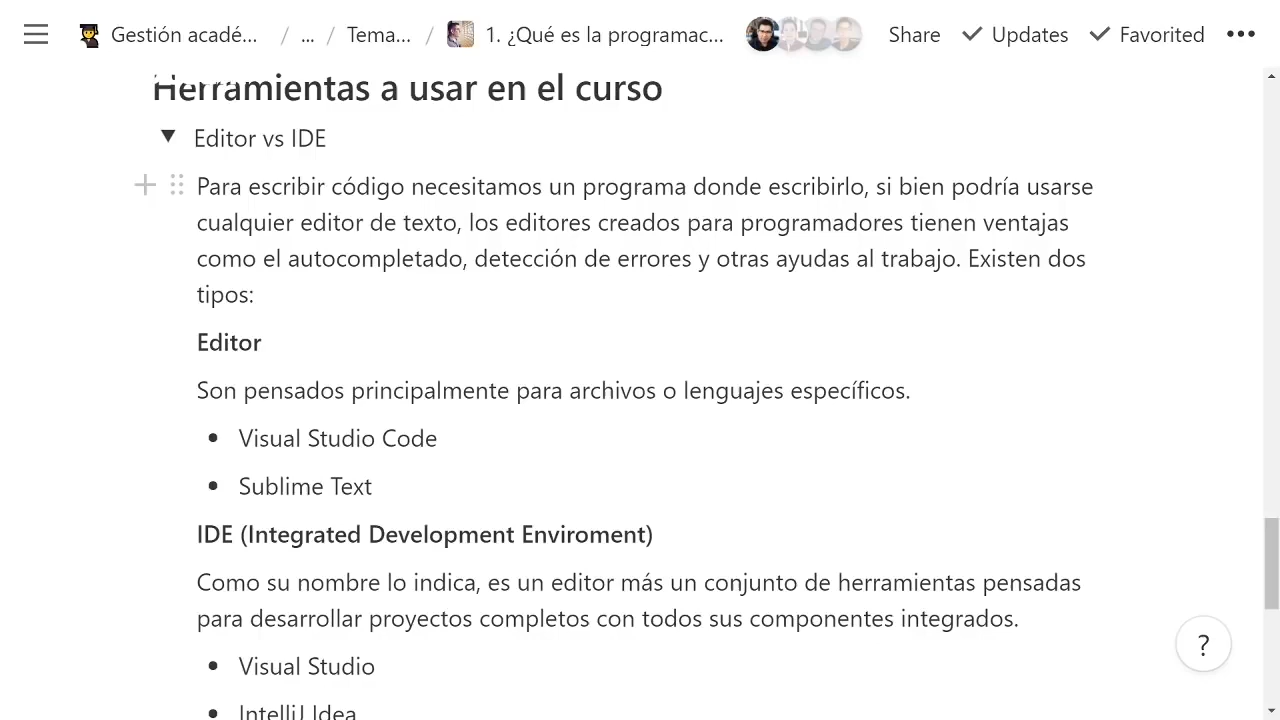 Gestión acadé... / ... / Tema... / 1. ¿Qué es la programac... Share Updates Favorited
Herramientas a usar en el curso
Editor vs IDE
Para escribir código necesitamos un programa donde escribirlo, si bien podría usarse
cualquier editor de texto, los editores creados para programadores tienen ventajas
como el autocompletado, detección de errores y otras ayudas al trabajo. Existen dos
tipos:
Editor
Son pensados principalmente para archivos o lenguajes específicos.
• Visual Studio Code
• Sublime Text
IDE (Integrated Development Enviroment)
Como su nombre lo indica, es un editor más un conjunto de herramientas pensadas
para desarrollar proyectos completos con todos sus componentes integrados.
?
• Visual Studio
• IntelliJ Idea